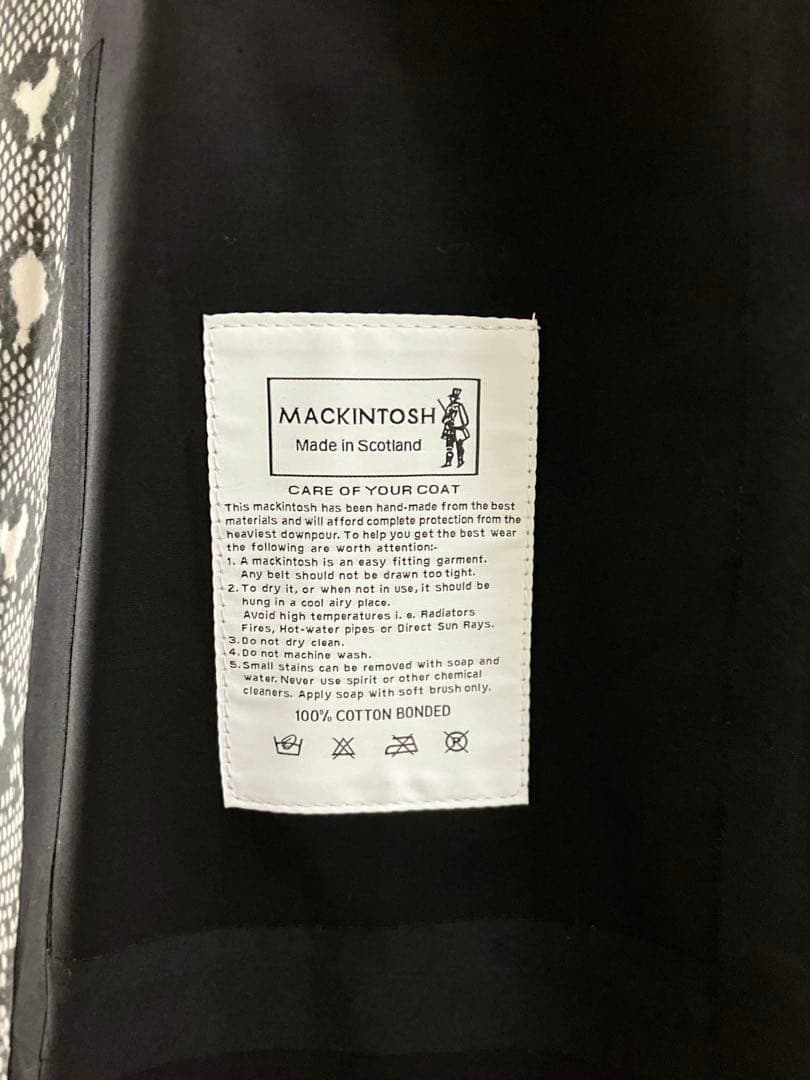 MACKINTOSH
Made in Scotland
CARE OF YOUR COAT
This mackintosh has been hand-made from the best
materials and will afford complete protection from the
heaviest downpour. To help you get the best wear
the following are worth attention:-
1. A mackintosh is an easy fitting garment.
Any belt should not be drawn too tight.
2. To dry it, or when not in use, it should be
hung in a cool airy place.
Avoid high temperatures i. e. Radiators
Fires, Hot-water pipes or Direct Sun Rays.
3. Do not dry clean.
4. Do not machine wash.
5. Small stains can be removed with soap and
water. Never use spirit or other chemical
cleaners. Apply soap with soft brush only.
100% COTTON BONDED
P